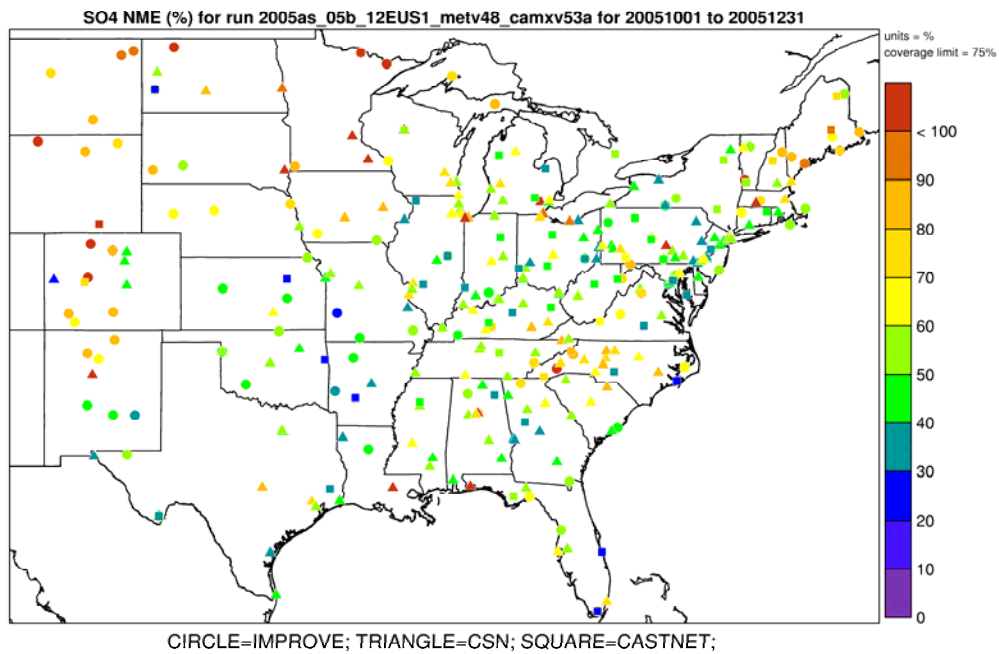 SO4 NME (%) for run 2005as_05b_12EUS1_metv48_camxv53a for 20051001 to 20051231
units = %
coverage limit = 75%
< 100
90
80
70
60
50
40
30
20
10
0
CIRCLE=IMPROVE; TRIANGLE=CSN; SQUARE=CASTNET;